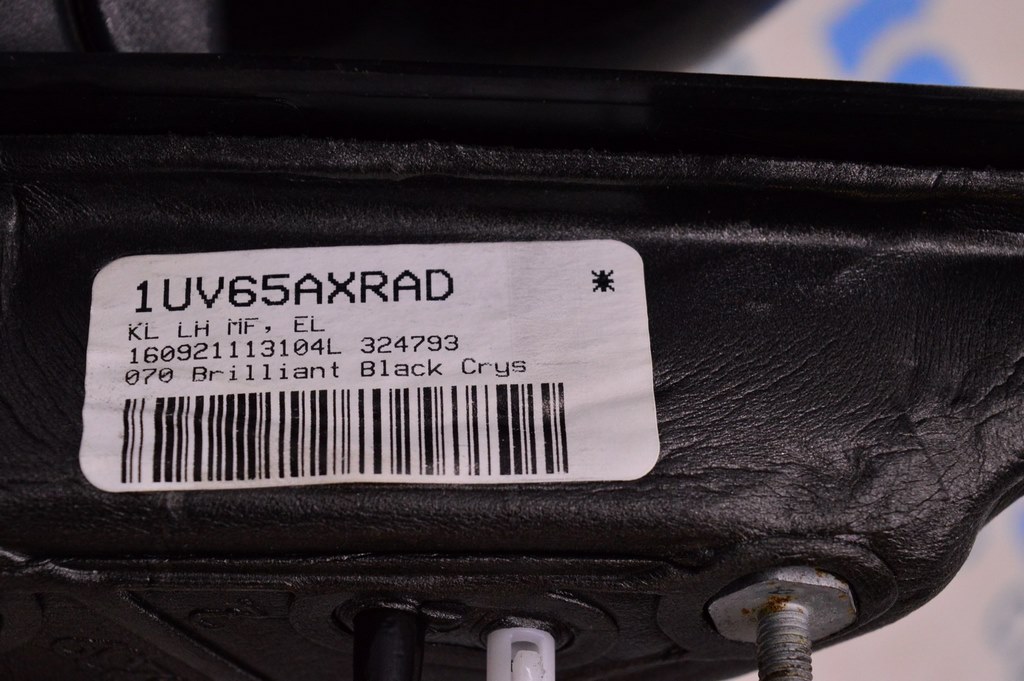 1UV65AXRAD *
KL LH MF, EL
160921113104L 324793
070 Brilliant Black Crys